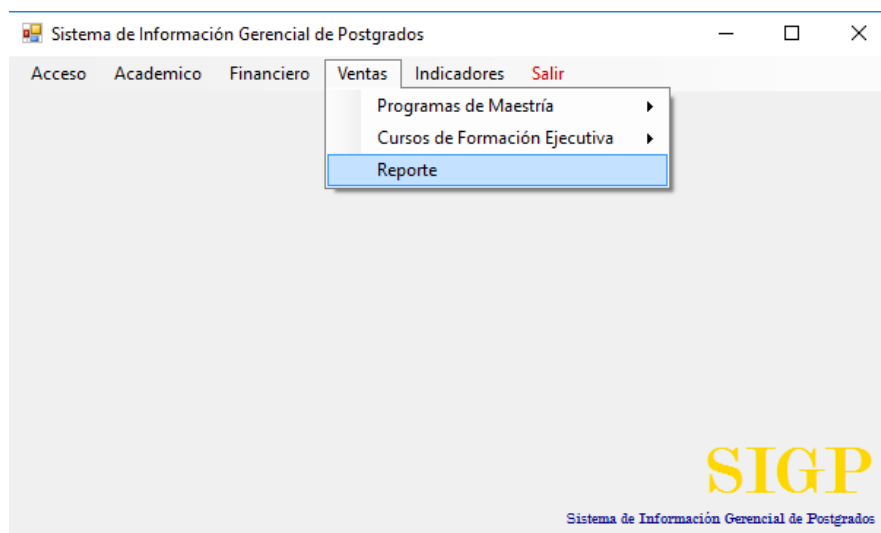 Sistema de Información Gerencial de Postgrados
Acceso Academico Financiero Ventas Indicadores Salir
Programas de Maestría
Cursos de Formación Ejecutiva
Reporte
SIGP
Sistema de Información Gerencial de Postgrados